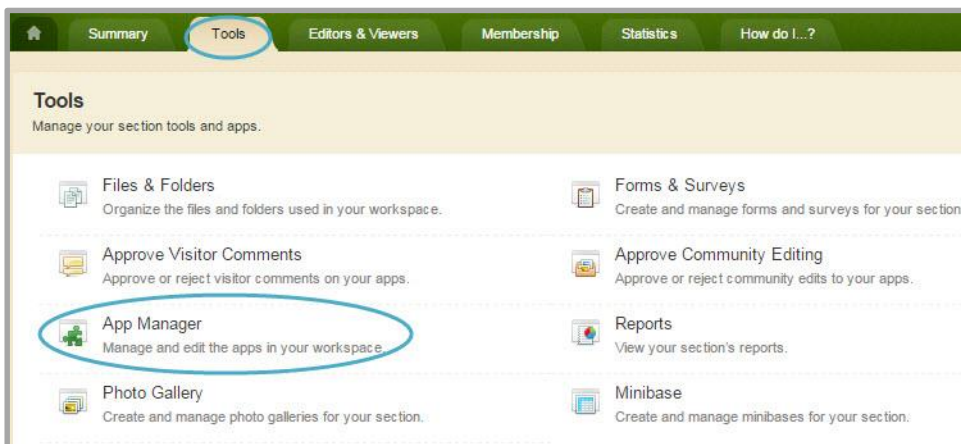 Summary Tools Editors & Viewers Membership Statistics How do I...?
Tools
Manage your section tools and apps.
Files & Folders
Organize the files and folders used in your workspace.
Forms & Surveys
Create and manage forms and surveys for your section
Approve Visitor Comments
Approve or reject visitor comments on your apps.
Approve Community Editing
Approve or reject community edits to your apps.
App Manager
Manage and edit the apps in your workspace.
Reports
View your section's reports.
Photo Gallery
Create and manage photo galleries for your section.
Minibase
Create and manage minibases for your section.